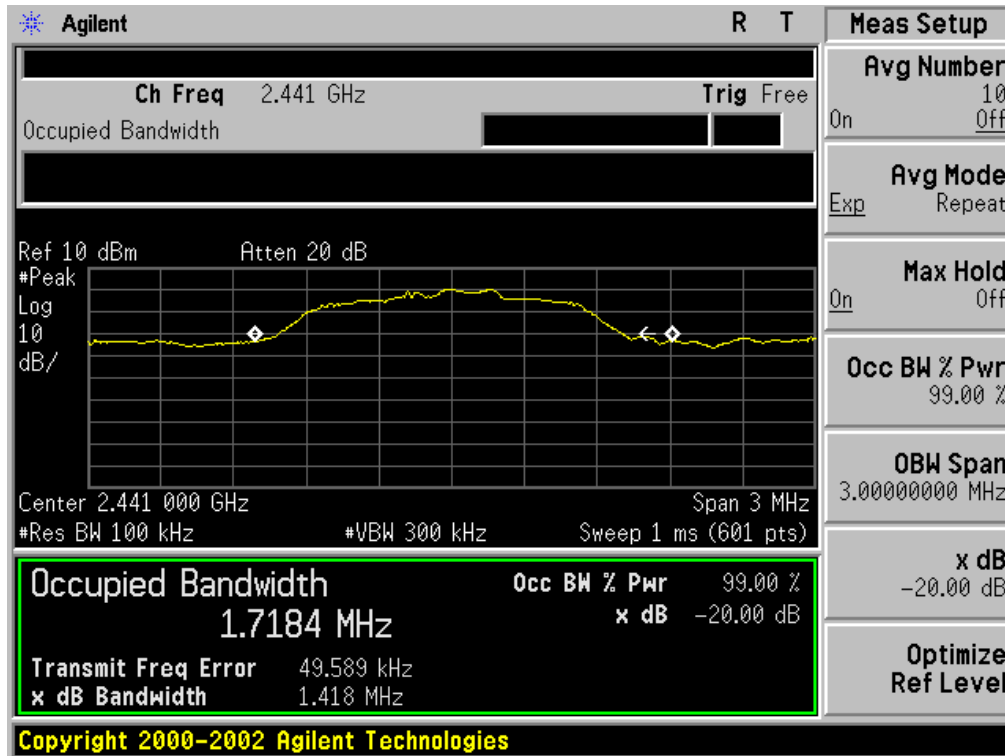 Agilent R T
Ch Freq 2.441 GHz Trig Free
Occupied Bandwidth
Ref 10 dBm Atten 20 dB
#Peak
Log
10
dB/
Center 2.441 000 GHz Span 3 MHz
#Res BW 100 kHz #VBW 300 kHz Sweep 1 ms (601 pts)
Occupied Bandwidth
1.7184 MHz
Occ BW % Pwr 99.00 %
x dB -20.00 dB
Transmit Freq Error 49.589 kHz
x dB Bandwidth 1.418 MHz
Copyright 2000-2002 Agilent Technologies
Meas Setup
Avg Number
10
On Off
Avg Mode
Exp Repeat
Max Hold
On Off
Occ BW % Pwr
99.00 %
OBW Span
3.00000000 MHz
x dB
-20.00 dB
Optimize
Ref Level